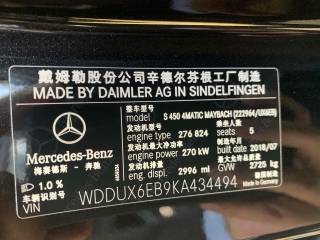 戴姆勒股份公司辛德尔芬根工厂制造
MADE BY DAIMLER AG IN SINDELFINGEN
整车型号
model S 450 4MATIC MAYBACH (222964/UX6EB)
发动机型号
engine type 276 824
座位数
seats 5
发动机功率
engine power 270 kW
制造年月
build date 2018/07
发动机排量
engine displ. 2996 ml
最大允许总质量
GVW 2725 kg
Mercedes-Benz
梅赛德斯－奔驰
1.0 %
车辆识别号
VIN WDDUX6EB9KA434494
Made in Germany